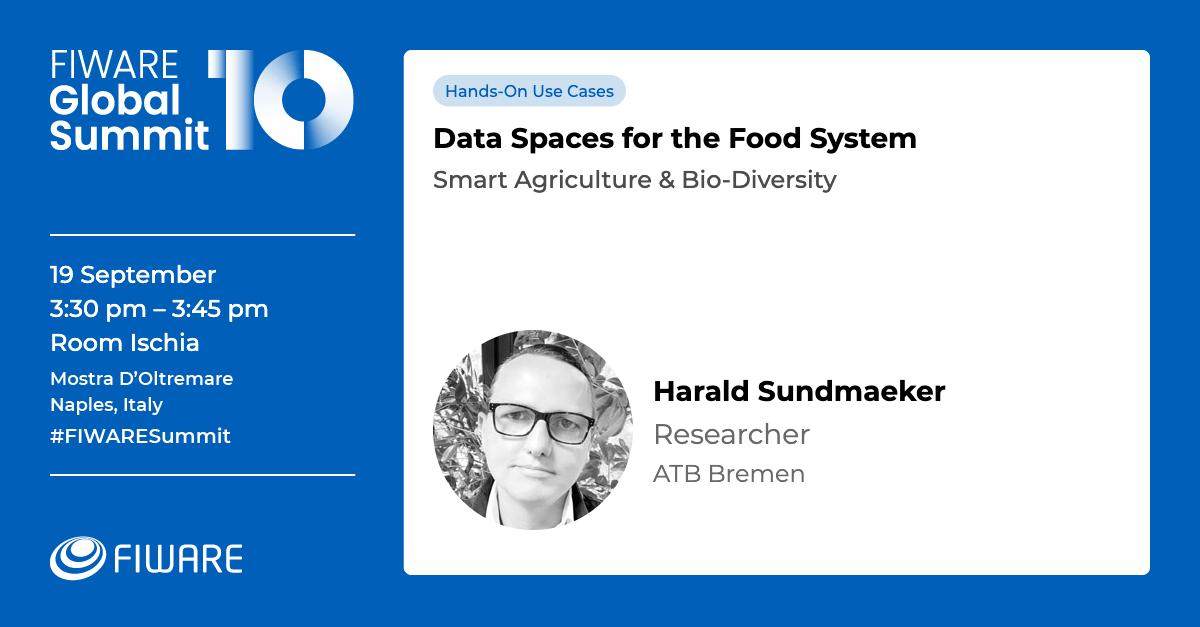 FIWARE
Global
Summit
10
19 September
3:30 pm – 3:45 pm
Room Ischia
Mostra D’Oltremare
Naples, Italy
#FIWARESummit
FIWARE
Hands-On Use Cases
Data Spaces for the Food System
Smart Agriculture & Bio-Diversity
Harald Sundmaeker
Researcher
ATB Bremen